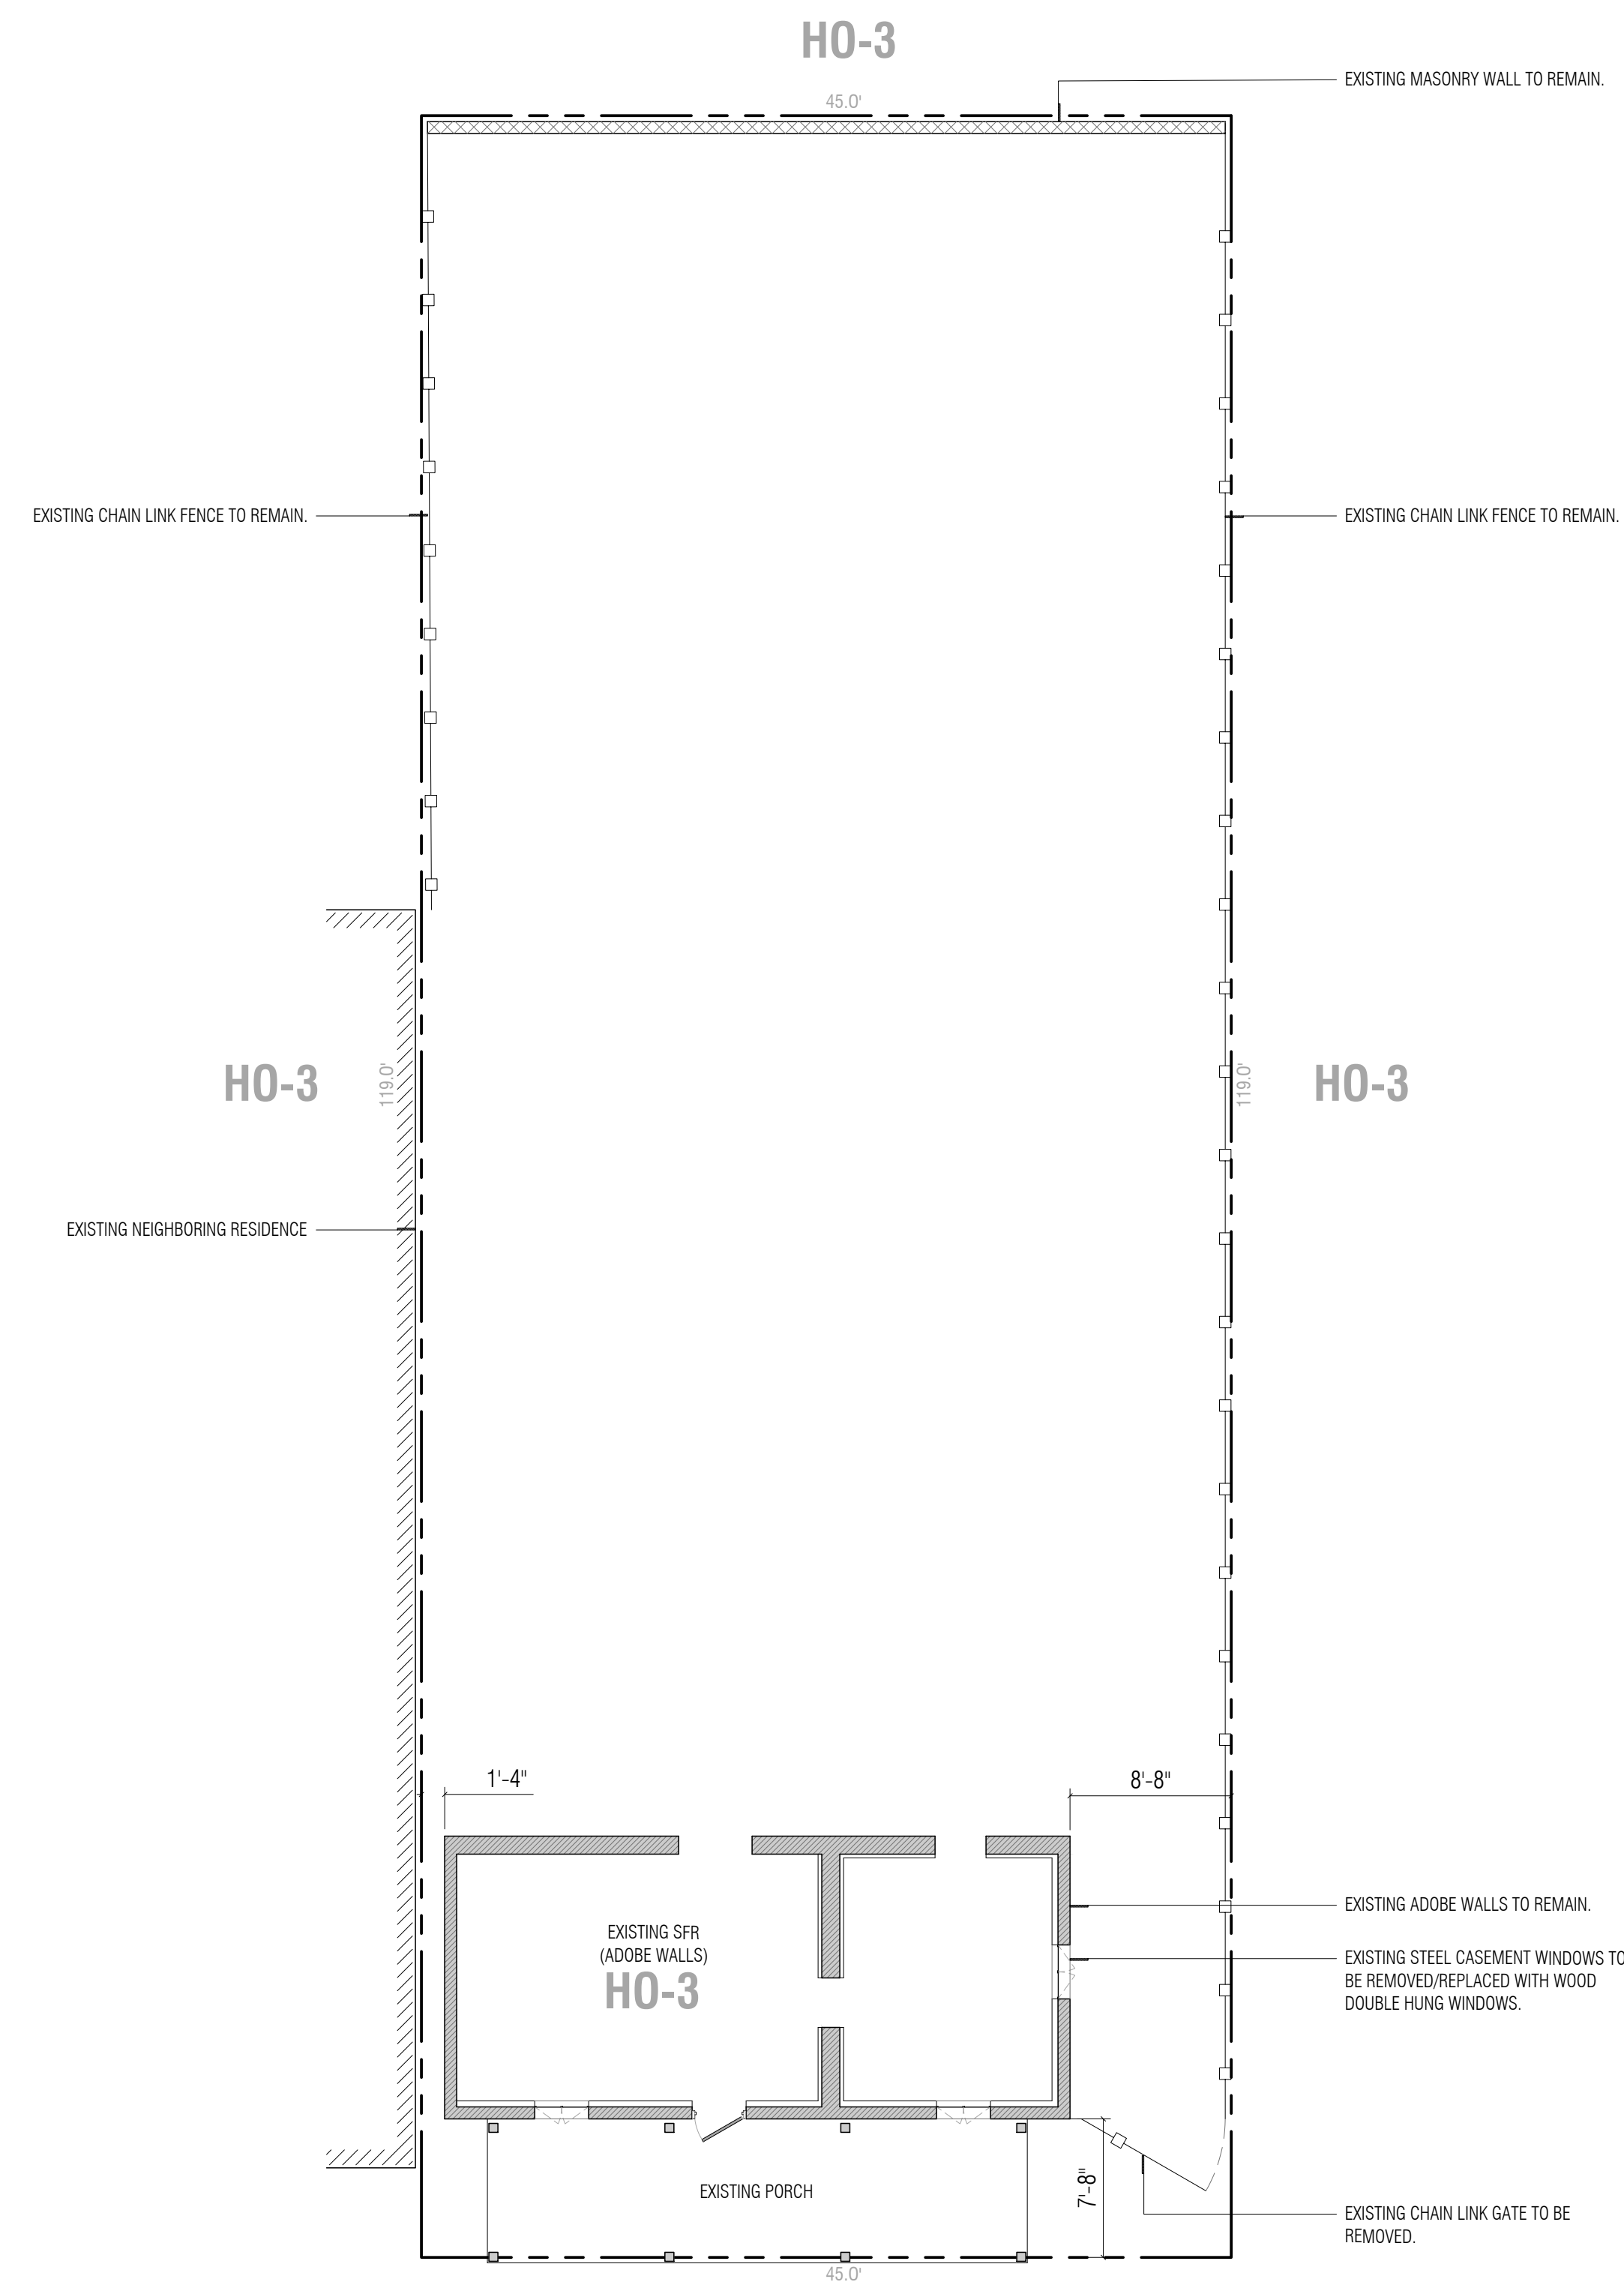 HO-3
EXISTING MASONRY WALL TO REMAIN.
45.0'
EXISTING CHAIN LINK FENCE TO REMAIN.
EXISTING CHAIN LINK FENCE TO REMAIN.
HO-3
119.0'
119.0'
HO-3
EXISTING NEIGHBORING RESIDENCE
1'-4"
8'-8"
EXISTING ADOBE WALLS TO REMAIN.
EXISTING SFR
(ADOBE WALLS)
HO-3
EXISTING STEEL CASEMENT WINDOWS TO
BE REMOVED/REPLACED WITH WOOD
DOUBLE HUNG WINDOWS.
EXISTING PORCH
7'-8"
EXISTING CHAIN LINK GATE TO BE
REMOVED.
45.0'